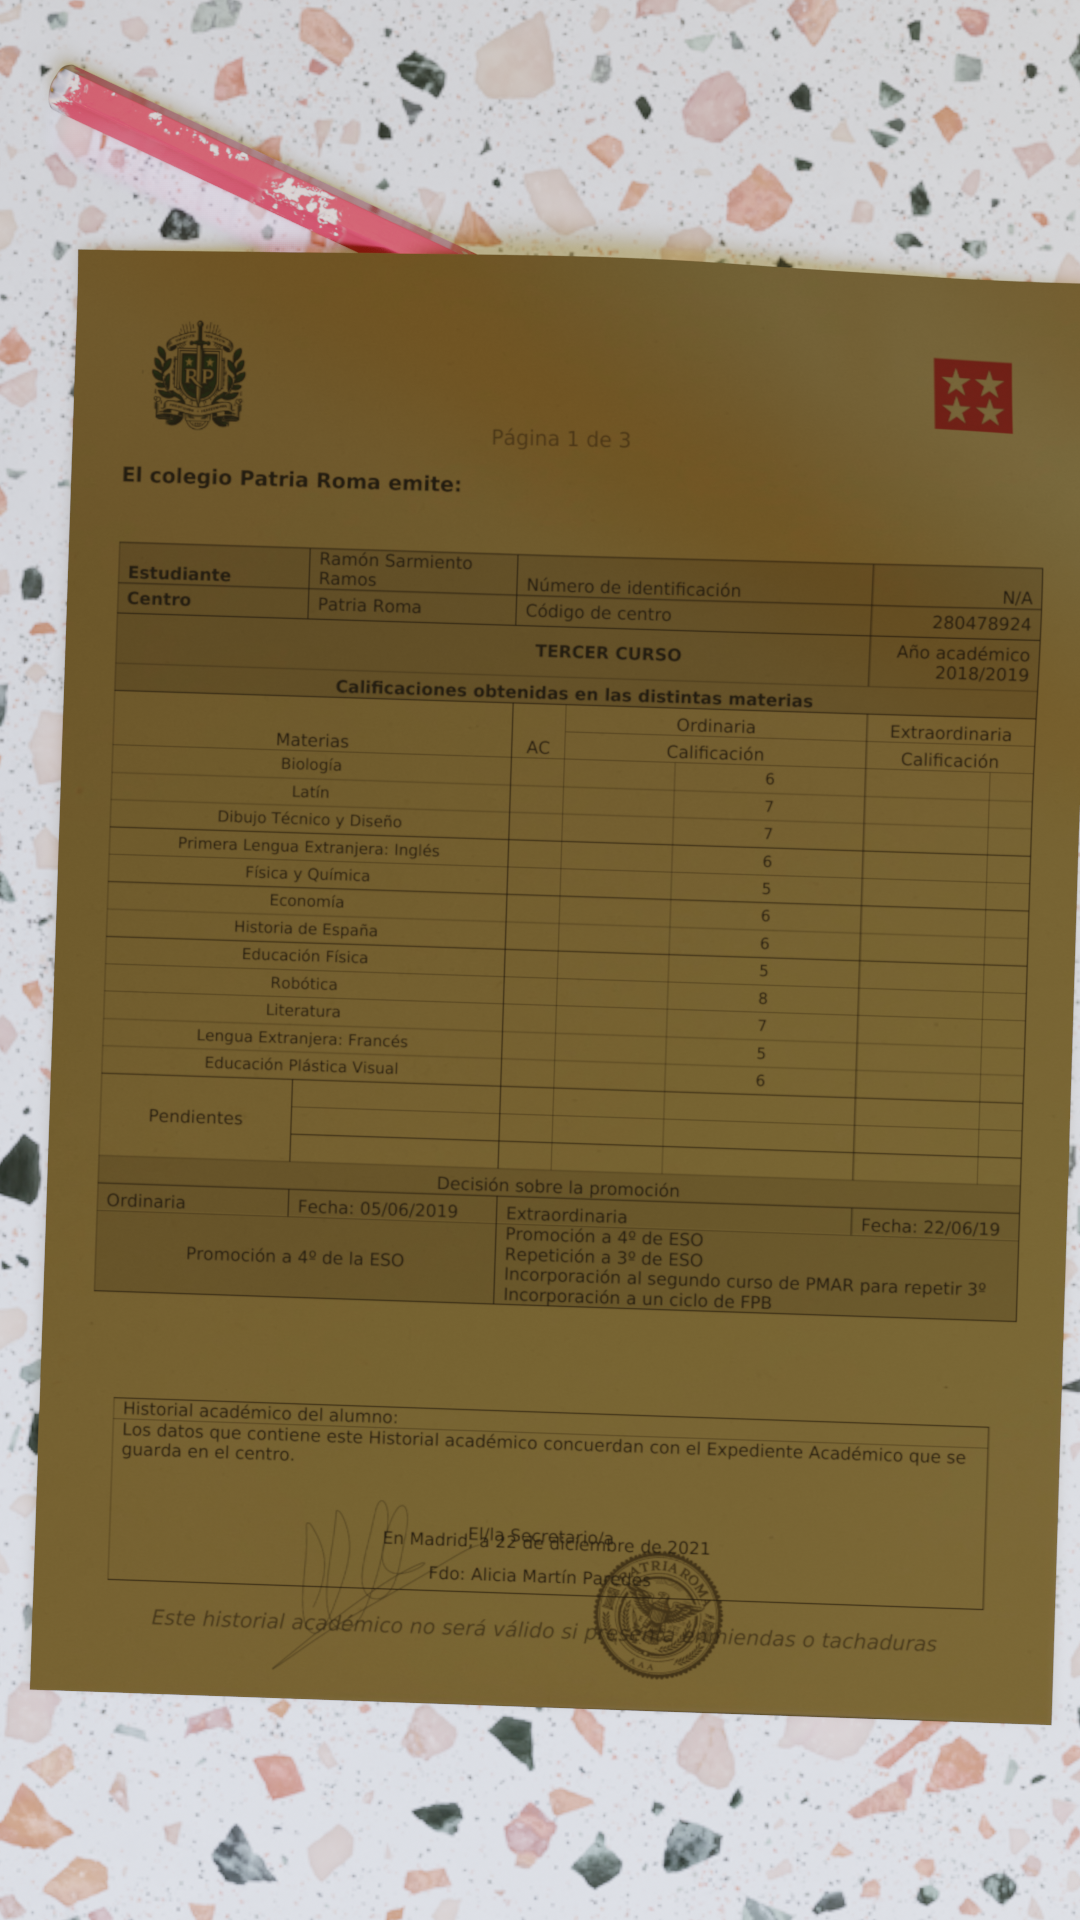 RP
Página 1 de 3
El colegio Patria Roma emite:
Estudiante Ramón Sarmiento Ramos Número de identificación N/A
Centro Patria Roma Código de centro 280478924
TERCER CURSO Año académico 2018/2019
Calificaciones obtenidas en las distintas materias
Materias AC Ordinaria Extraordinaria
Calificación Calificación
Biología 6
Latín 7
Dibujo Técnico y Diseño 7
Primera Lengua Extranjera: Inglés 6
Física y Química 5
Economía 6
Historia de España 6
Educación Física 5
Robótica 8
Literatura 7
Lengua Extranjera: Francés 5
Educación Plástica Visual 6
Pendientes
Decisión sobre la promoción
Ordinaria Fecha: 05/06/2019 Extraordinaria Fecha: 22/06/19
Promoción a 4º de la ESO
Promoción a 4º de ESO
Repetición a 3º de ESO
Incorporación al segundo curso de PMAR para repetir 3º
Incorporación a un ciclo de FPB
Historial académico del alumno:
Los datos que contiene este Historial académico concuerdan con el Expediente Académico que se
guarda en el centro.
El/la Secretario/a
En Madrid, a 22 de diciembre de 2021
Fdo: Alicia Martín Paredes
PATRIA ROMA
Este historial académico no será válido si presenta enmiendas o tachaduras